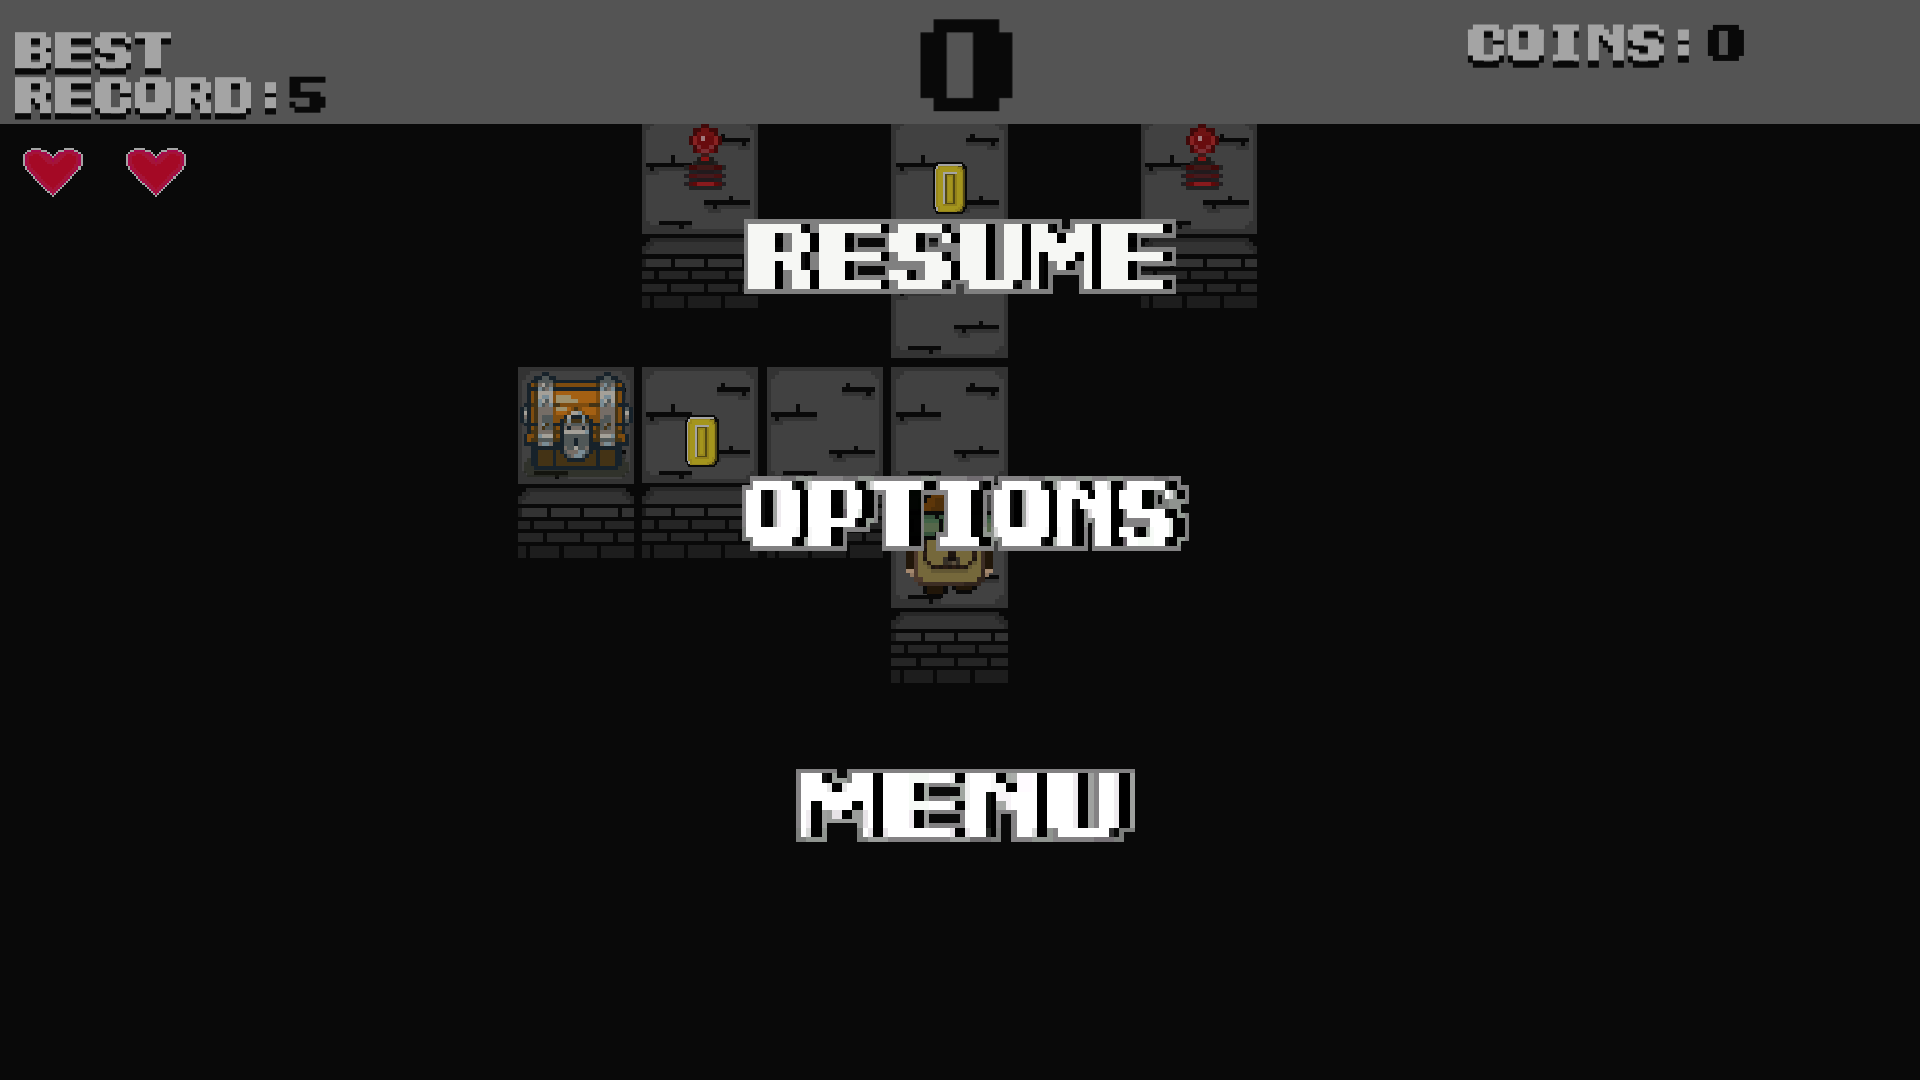 BEST
RECORD:5
0
COINS:0
RESUME
OPTIONS
MENU